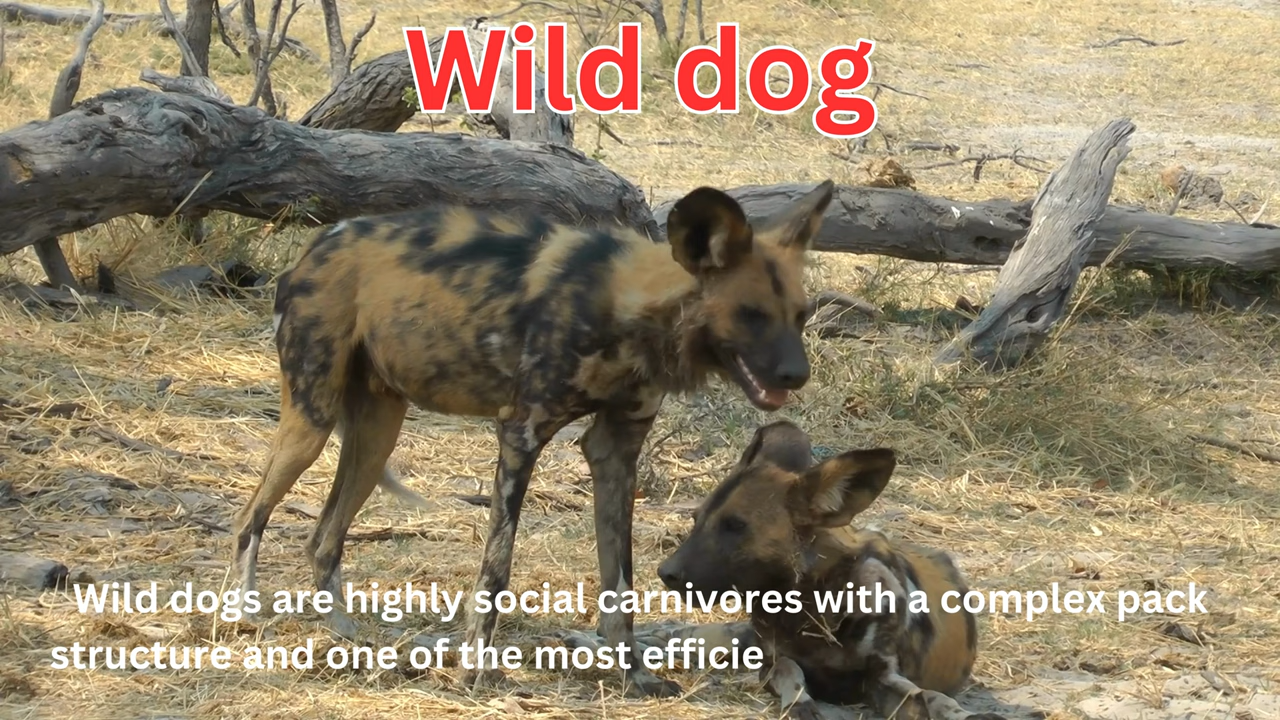 Wild dog
Wild dogs are highly social carnivores with a complex pack
structure and one of the most efficie